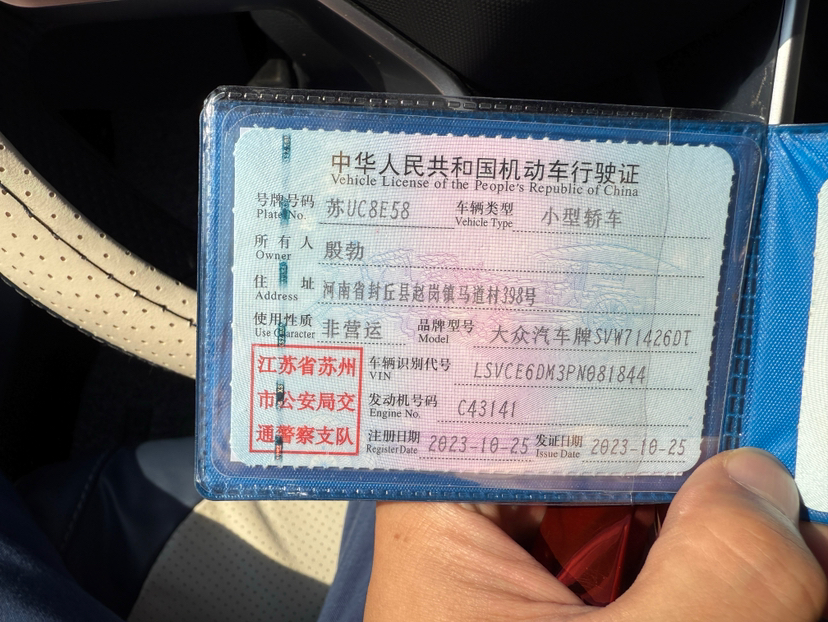 中华人民共和国机动车行驶证
Vehicle License of the People's Republic of China
号牌号码 苏UC8E58 车辆类型 小型轿车
Plate No. Vehicle Type
所有人 殷勃
Owner
住址 河南省封丘县赵岗镇马道村398号
Address
使用性质 非营运 品牌型号 大众汽车牌SVW71426DT
Use Character Model
江苏省苏州
市公安局交
通警察支队
车辆识别代号 LSVCE6DM3PN081844
VIN
发动机号码 C43141
Engine No.
注册日期 2023-10-25 发证日期 2023-10-25
Register Date Issue Date